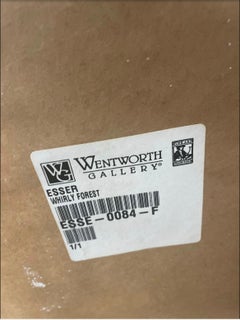 WG WENTWORTH
GALLERY®
ESSER
WHIRLY FOREST
ESSE-0084-F
1/1